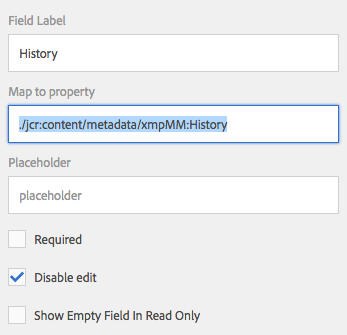 Field Label
History
Map to property
./jcr:content/metadata/xmpMM:History
Placeholder
placeholder
Required
Disable edit
Show Empty Field In Read Only